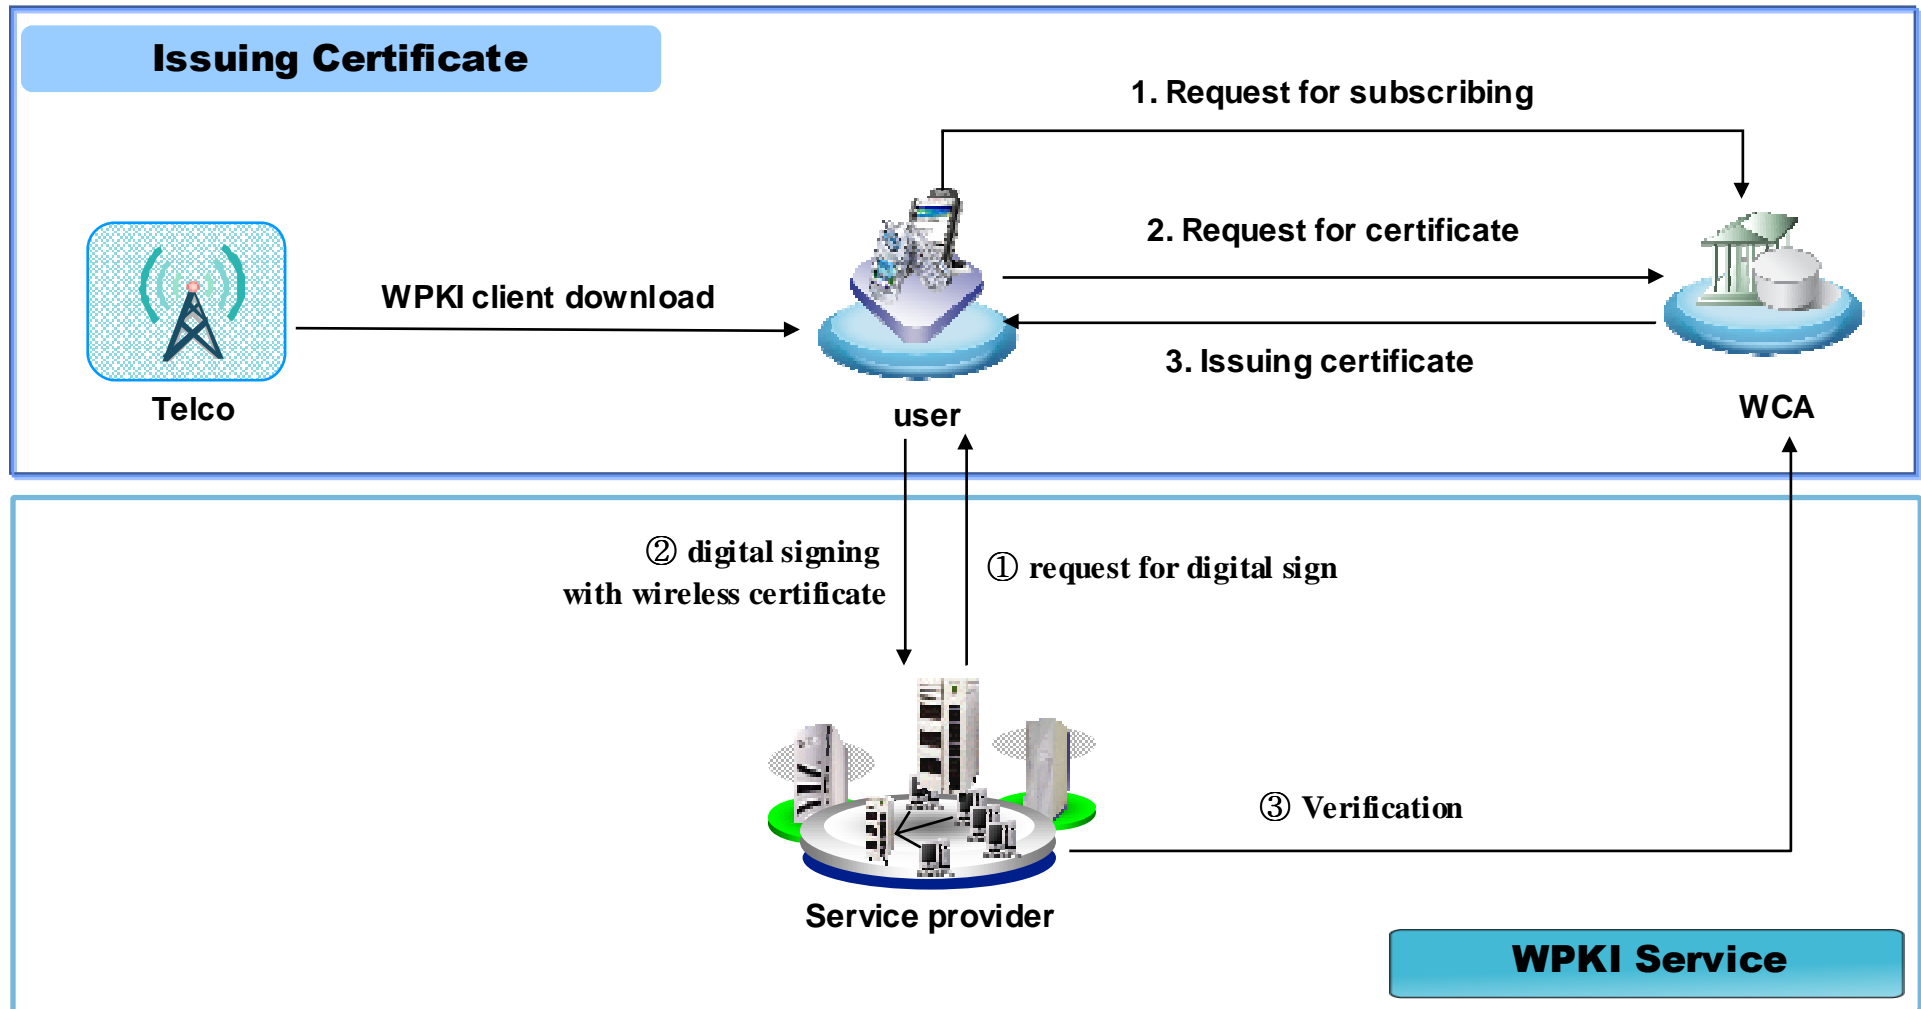 Issuing Certificate
1. Request for subscribing
2. Request for certificate
WPKI client download
3. Issuing certificate
Telco
user
WCA
② digital signing
with wireless certificate
① request for digital sign
③ Verification
Service provider
WPKI Service